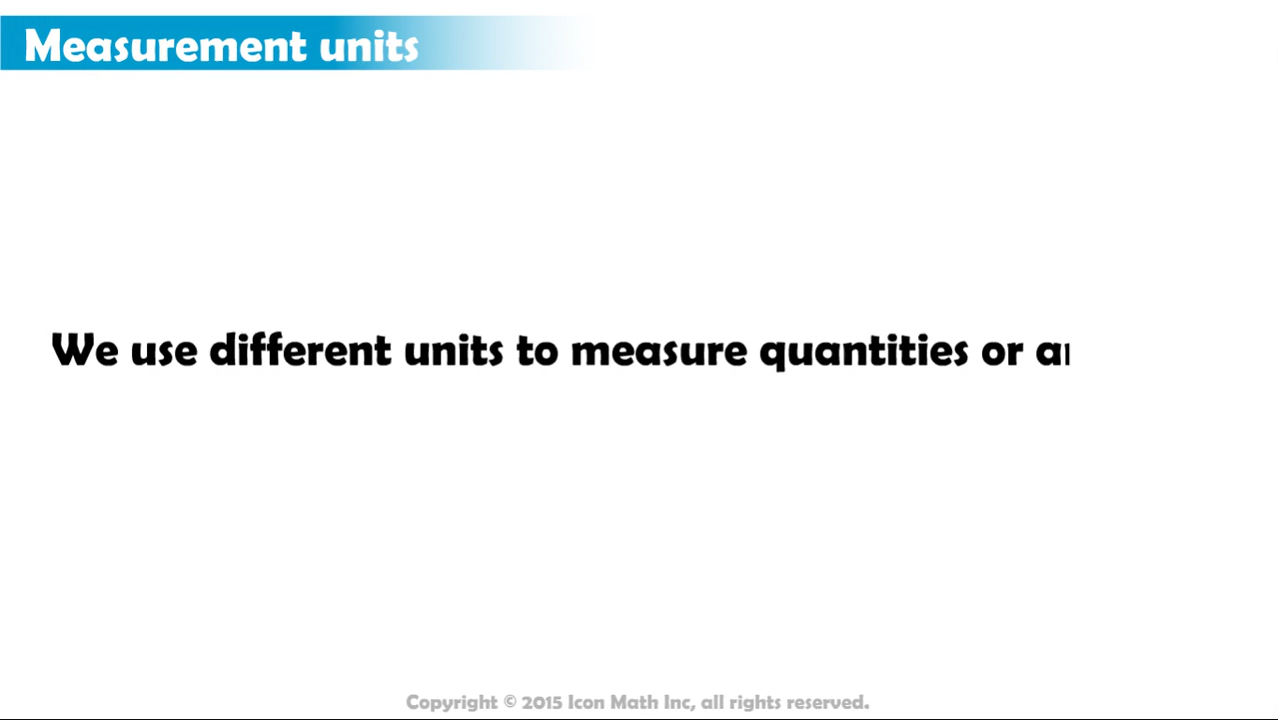 Measurement units
We use different units to measure quantities or
Copyright © 2015 Icon Math Inc, all rights reserved.